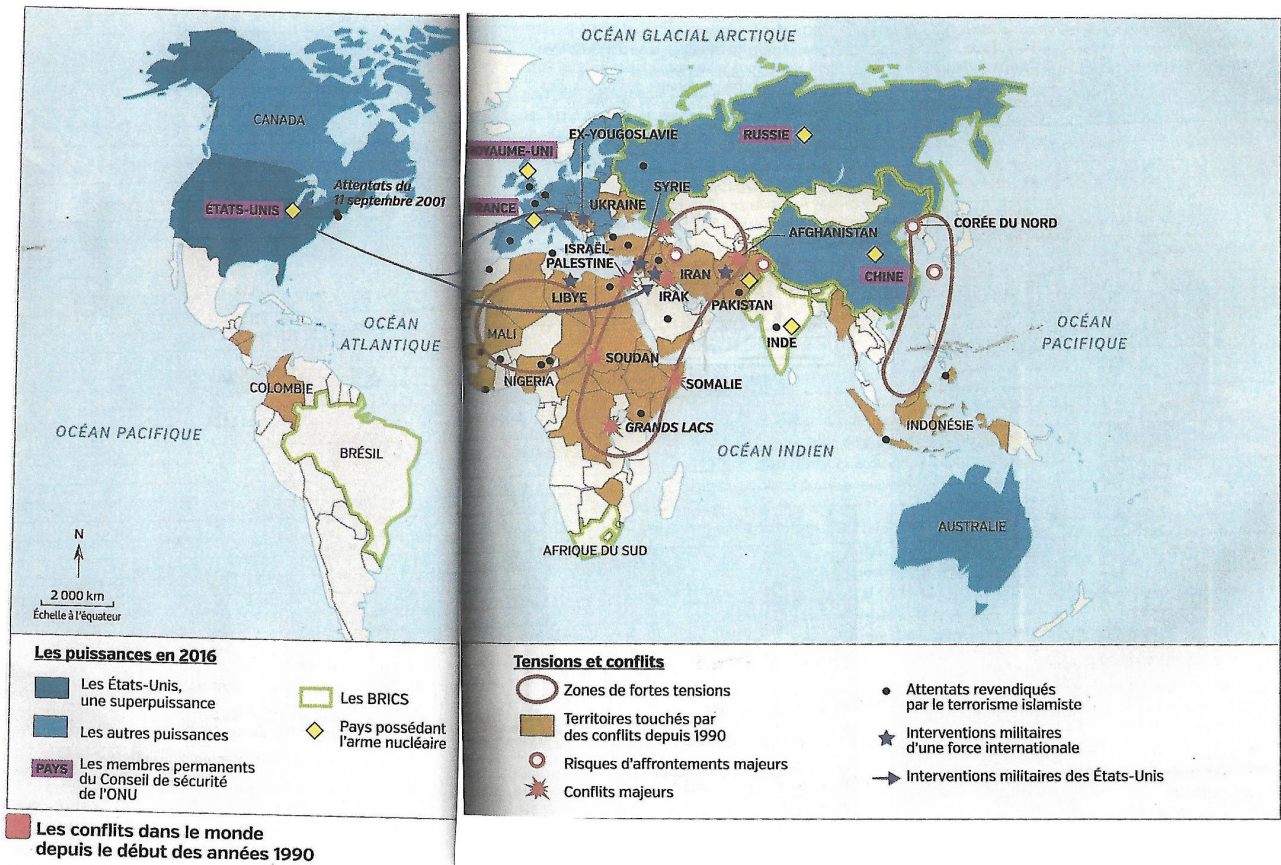 OCÉAN GLACIAL ARCTIQUE
CANADA
EX-YOUGOSLAVIE
RUSSIE
ROYAUME-UNI
Attentats du
11 septembre 2001
SYRIE
ÉTATS-UNIS
FRANCE
UKRAINE
CORÉE DU NORD
AFGHANISTAN
ISRAËL-
PALESTINE
IRAN
CHINE
LIBYE
IRAK
PAKISTAN
OCÉAN
ATLANTIQUE
MALI
INDE
OCÉAN
PACIFIQUE
SOUDAN
NIGERIA
SOMALIE
COLOMBIE
GRANDS LACS
INDONÉSIE
OCÉAN PACIFIQUE
BRÉSIL
OCÉAN INDIEN
AUSTRALIE
AFRIQUE DU SUD
N
2 000 km
Échelle à l'équateur
Les puissances en 2016
Les États-Unis,
une superpuissance
Les autres puissances
PAYS
Les membres permanents
du Conseil de sécurité
de l'ONU
Les BRICS
Pays possédant
l'arme nucléaire
Tensions et conflits
Zones de fortes tensions
Territoires touchés par
des conflits depuis 1990
Risques d'affrontements majeurs
Conflits majeurs
Attentats revendiqués
par le terrorisme islamiste
Interventions militaires
d'une force internationale
Interventions militaires des États-Unis
Les conflits dans le monde
depuis le début des années 1990